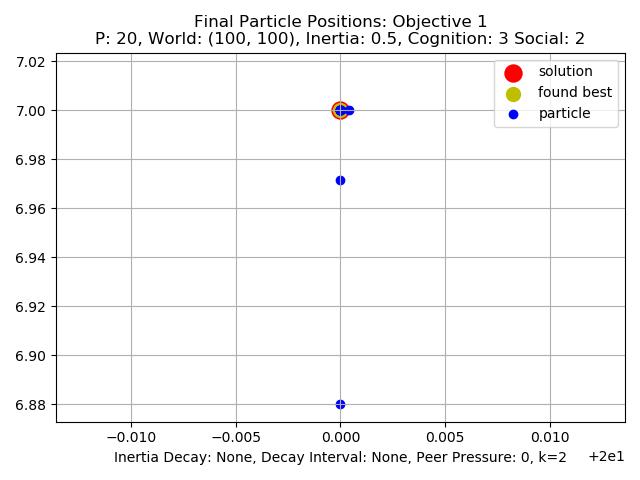 Final Particle Positions: Objective 1
P: 20, World: (100, 100), Inertia: 0.5, Cognition: 3 Social: 2
7.02
7.00
6.98
6.96
6.94
6.92
6.90
6.88
solution
found best
particle
−0.010
−0.005
0.000
0.005
0.010
+2e1
Inertia Decay: None, Decay Interval: None, Peer Pressure: 0, k=2